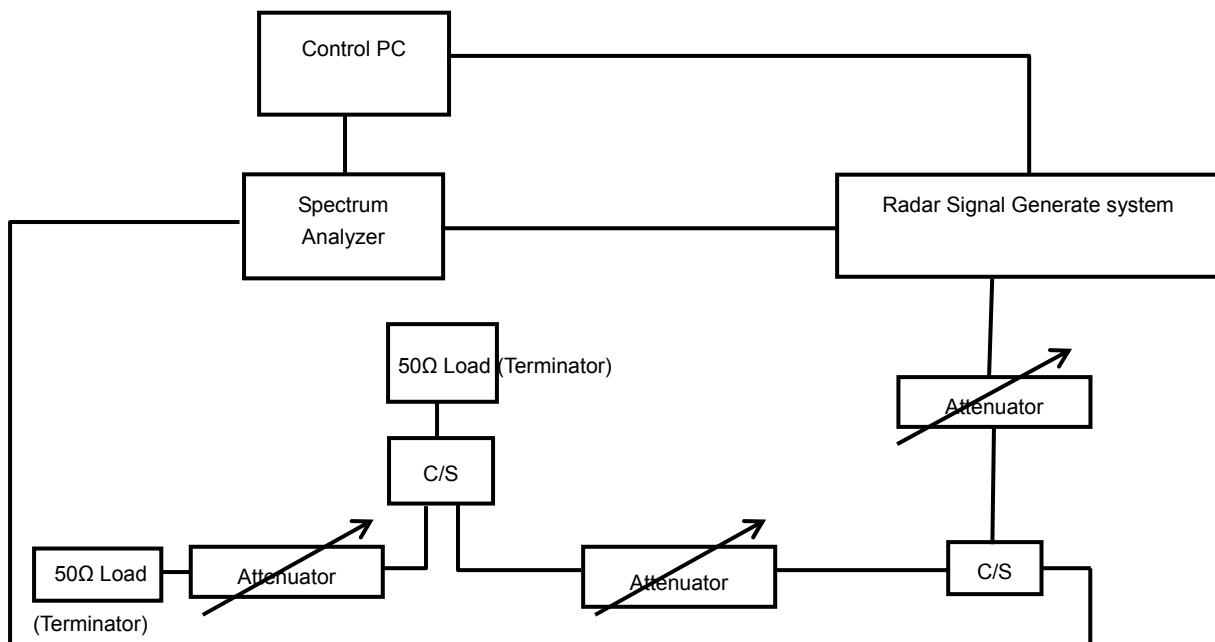 Control PC
Spectrum
Analyzer
Radar Signal Generate system
50Ω Load (Terminator)
Attenuator
C/S
50Ω Load
(Terminator)
Attenuator
Attenuator
C/S